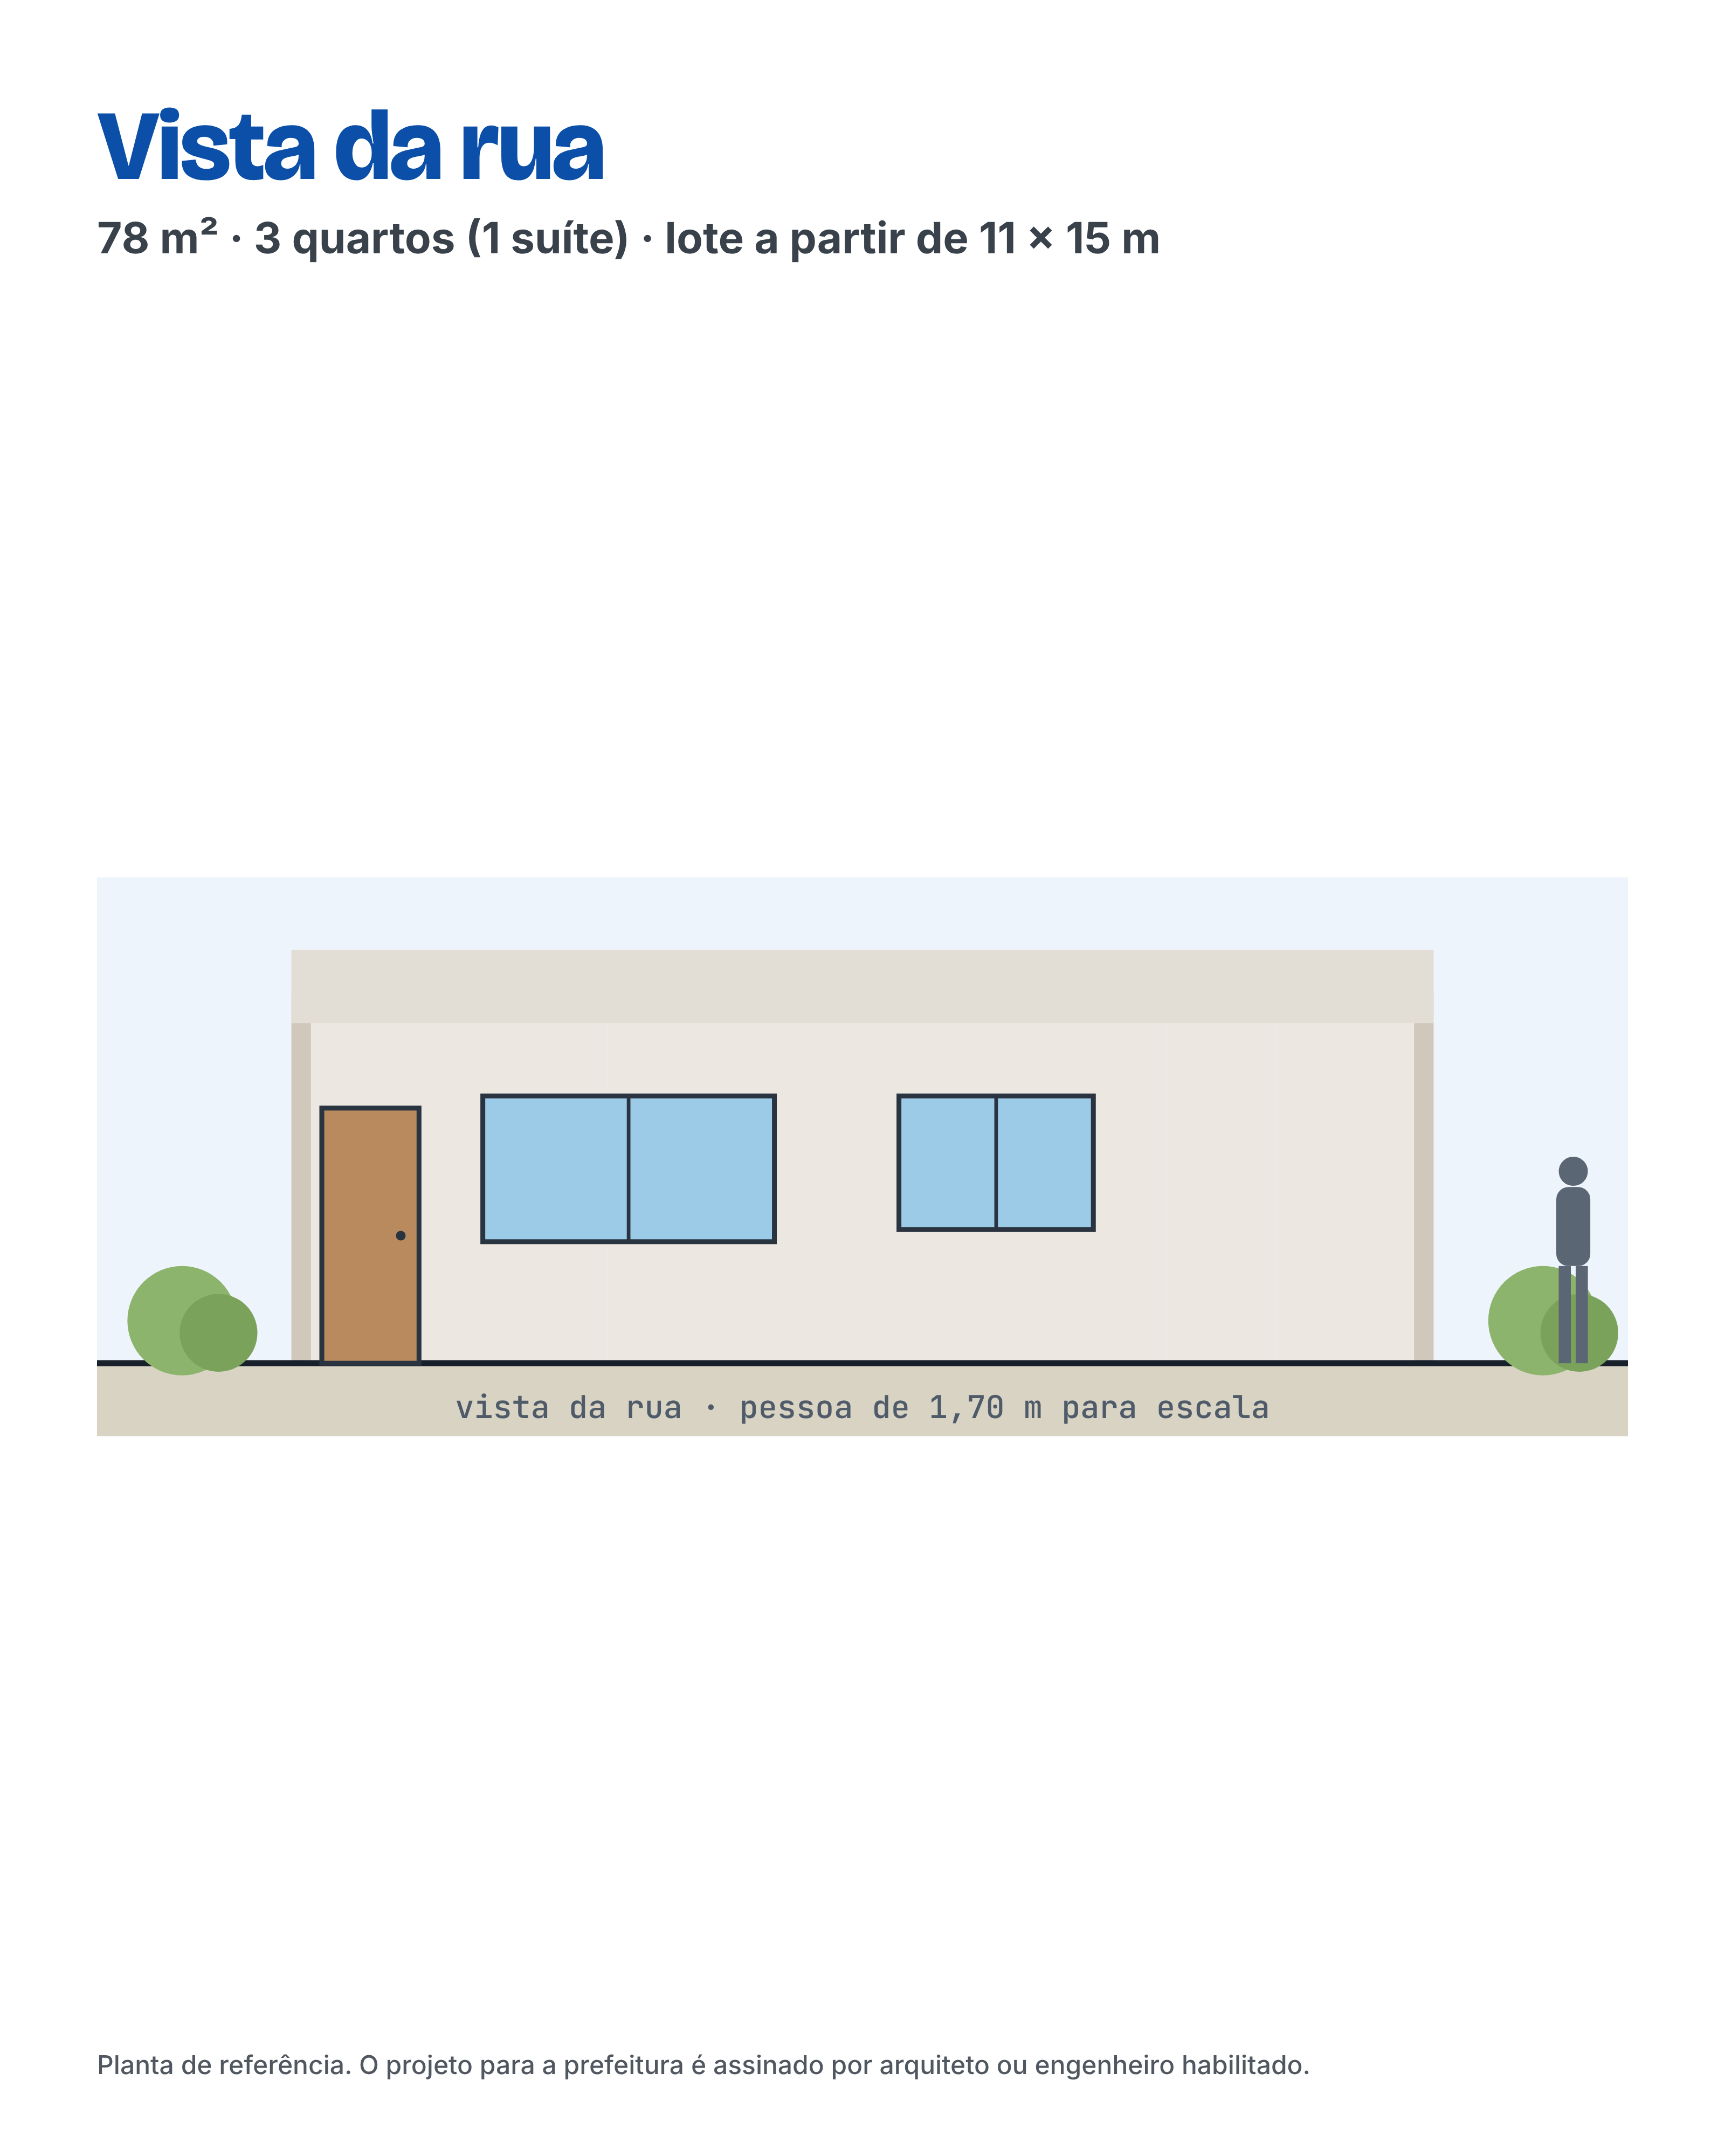 Vista da rua
78 m² · 3 quartos (1 suíte) · lote a partir de 11 × 15 m
vista da rua · pessoa de 1,70 m para escala
Planta de referência. O projeto para a prefeitura é assinado por arquiteto ou engenheiro habilitado.